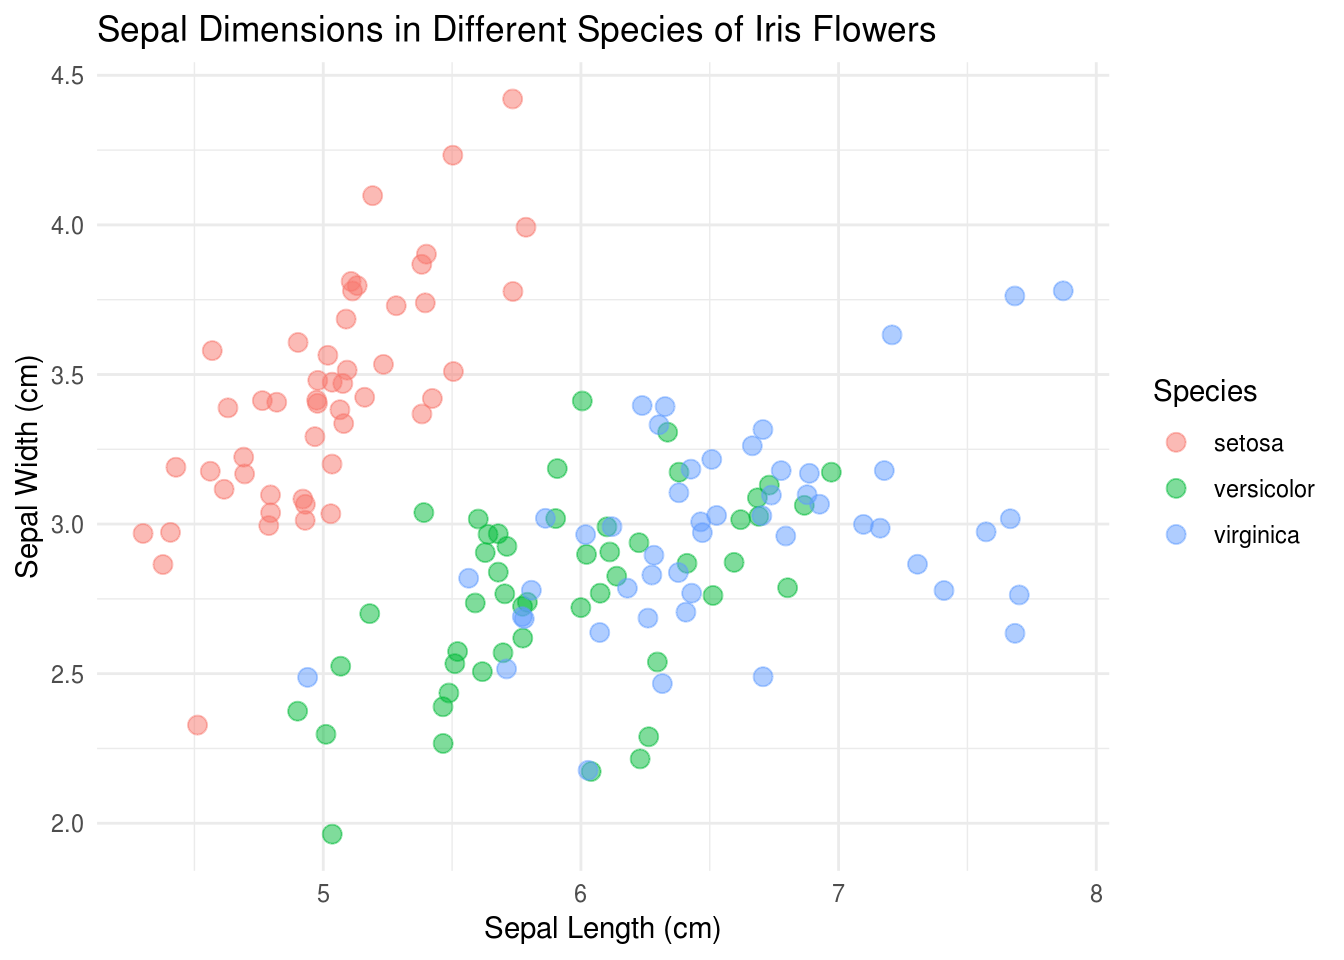 Sepal Dimensions in Different Species of Iris Flowers
4.5
4.0
3.5
3.0
2.5
2.0
Sepal Width (cm)
5 6 7 8
Sepal Length (cm)
Species
setosa
versicolor
virginica